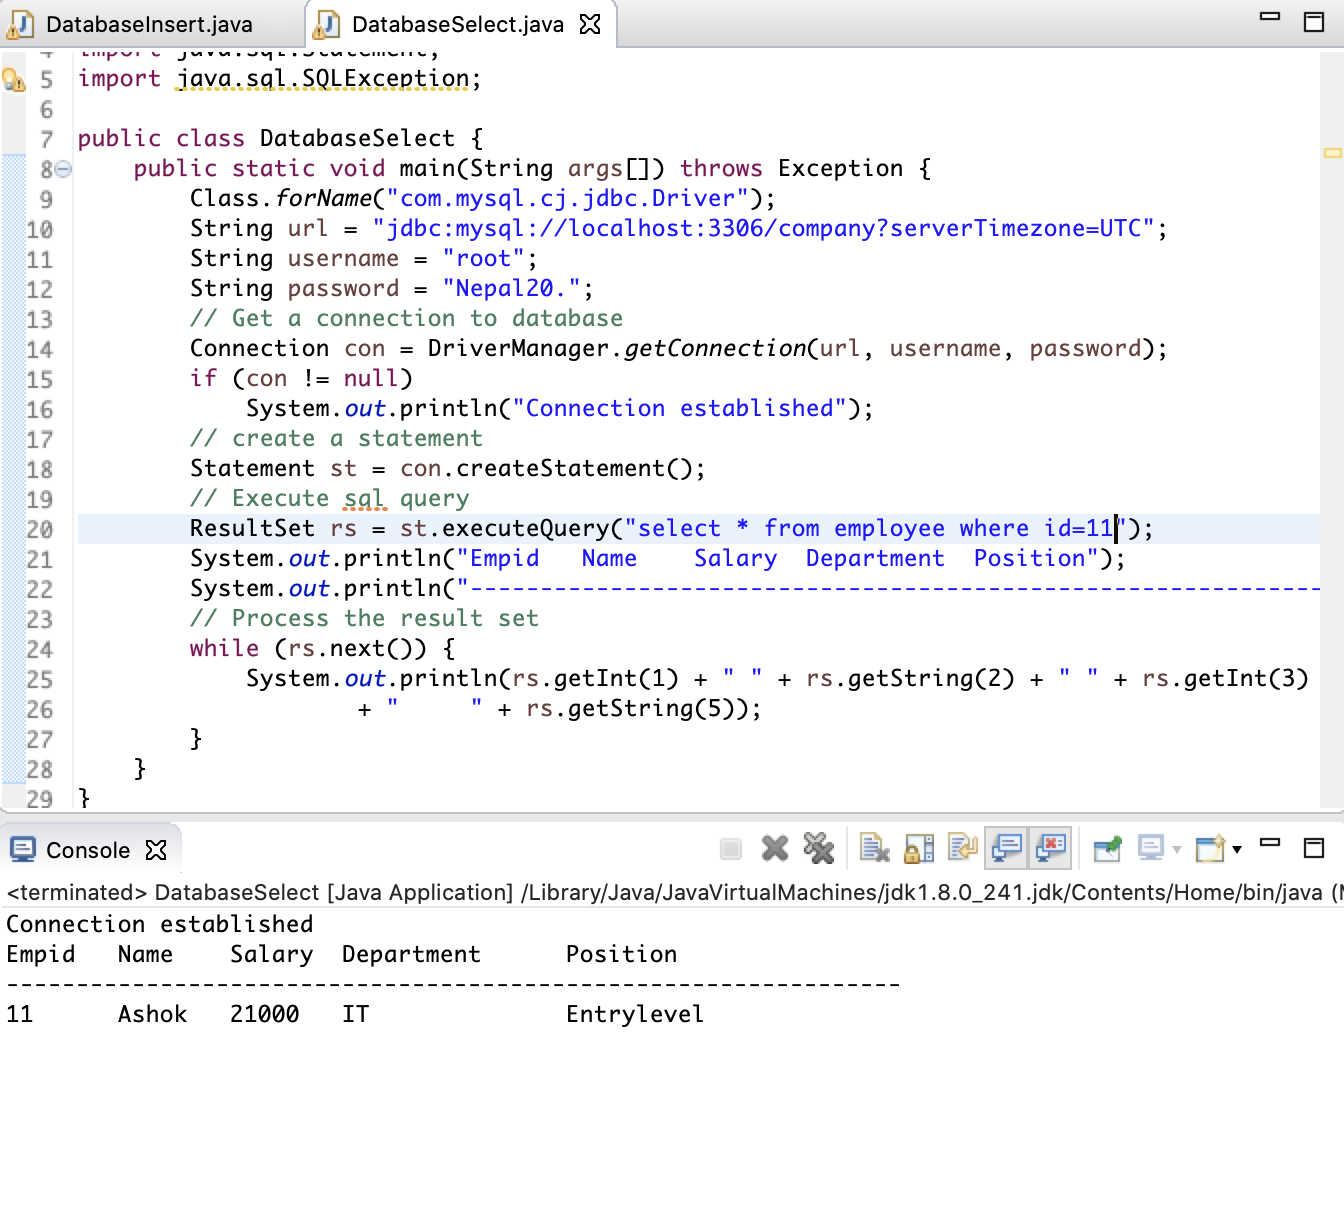 DatabaseInsert.java DatabaseSelect.java
4 import java.sql.Statement;
5 import java.sql.SQLException;
6
7 public class DatabaseSelect {
8 public static void main(String args[]) throws Exception {
9 Class.forName("com.mysql.cj.jdbc.Driver");
10 String url = "jdbc:mysql://localhost:3306/company?serverTimezone=UTC";
11 String username = "root";
12 String password = "Nepal20.";
13 // Get a connection to database
14 Connection con = DriverManager.getConnection(url, username, password);
15 if (con != null)
16 System.out.println("Connection established");
17 // create a statement
18 Statement st = con.createStatement();
19 // Execute sql query
20 ResultSet rs = st.executeQuery("select * from employee where id=11");
21 System.out.println("Empid   Name    Salary  Department  Position");
22 System.out.println("-------------------------------------------------------------
23 // Process the result set
24 while (rs.next()) {
25 System.out.println(rs.getInt(1) + " " + rs.getString(2) + " " + rs.getInt(3)
26 + "     " + rs.getString(5));
27 }
28 }
29 }
Console
<terminated> DatabaseSelect [Java Application] /Library/Java/JavaVirtualMachines/jdk1.8.0_241.jdk/Contents/Home/bin/java (
Connection established
Empid   Name    Salary  Department      Position
----------------------------------------------------------------
11      Ashok   21000   IT              Entrylevel